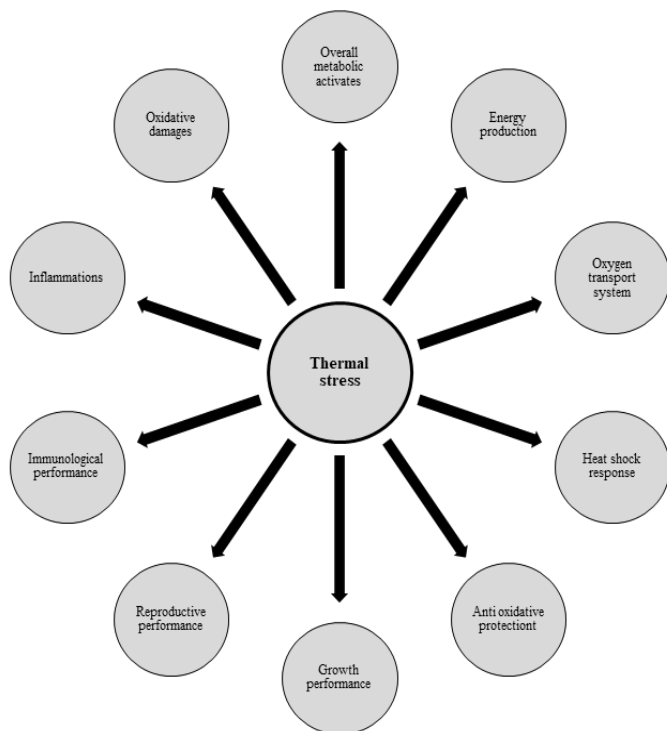 Overall
metabolic
activates
Oxidative
damages
Energy
production
Inflammations
Oxygen
transport
system
Thermal
stress
Immunological
performance
Heat shock
response
Reproductive
performance
Anti oxidative
protectiont
Growth
performance